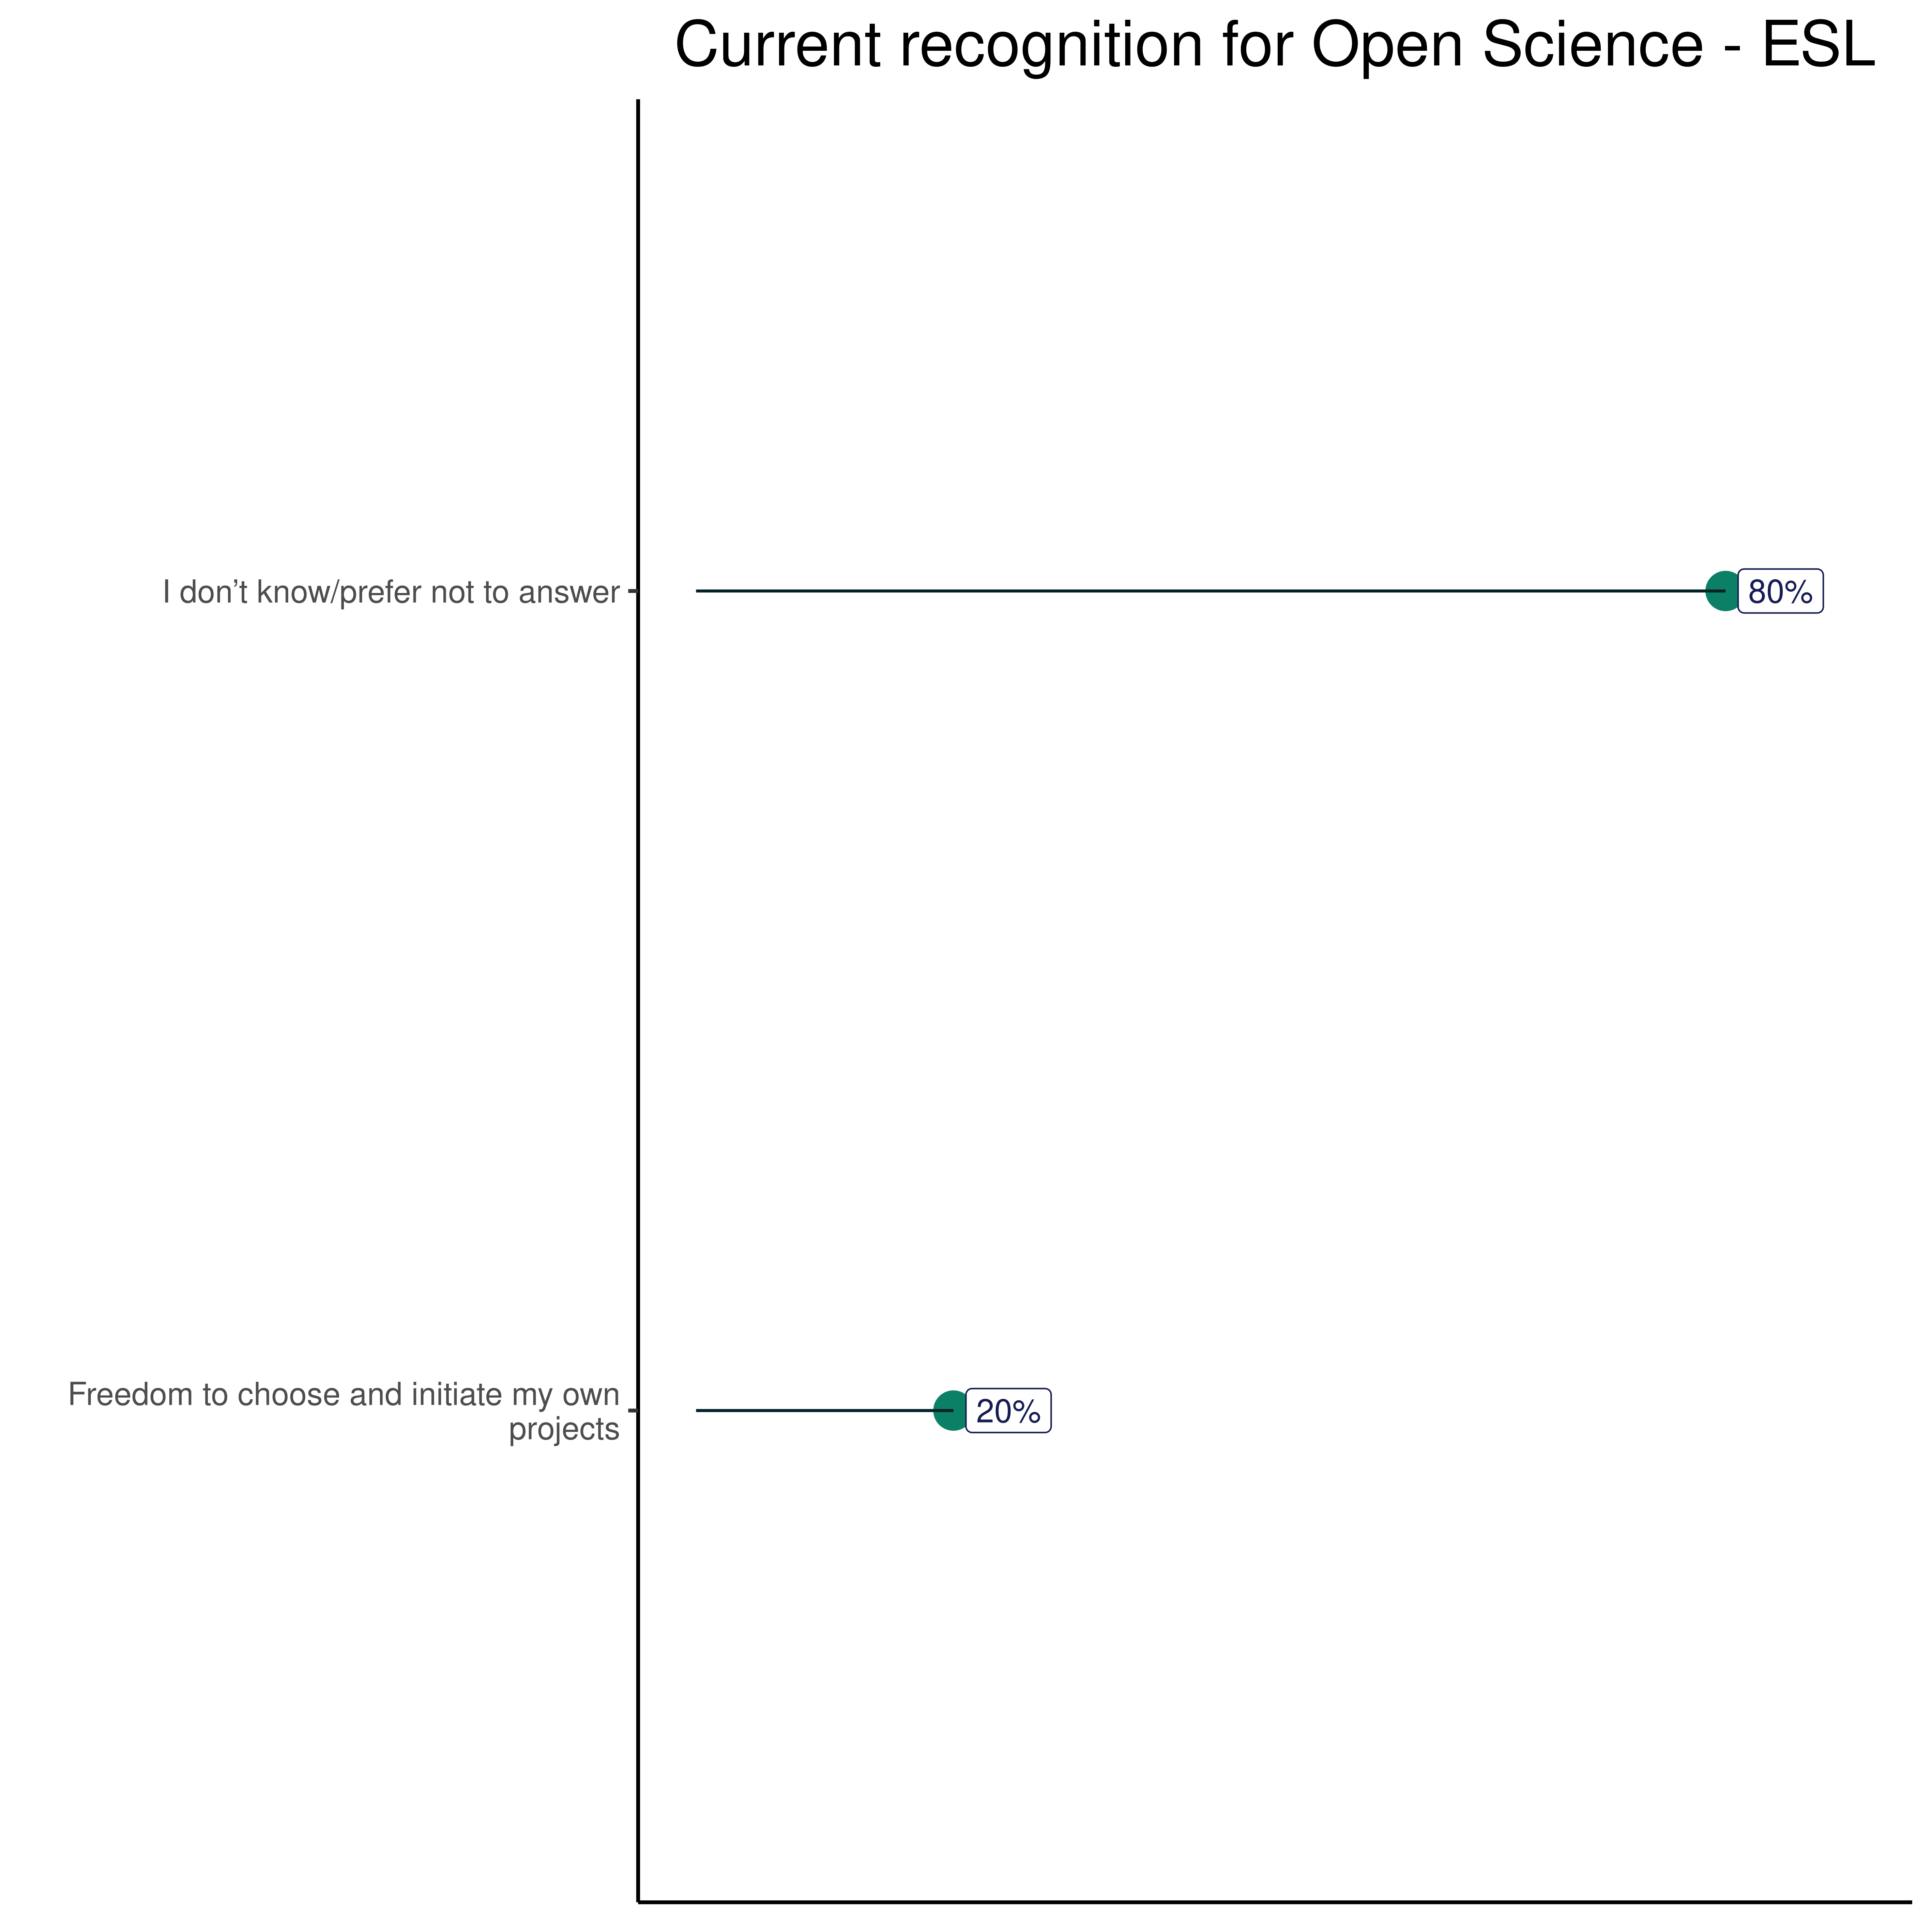 Current recognition for Open Science - ESL
I don’t know/prefer not to answer
80%
Freedom to choose and initiate my own
projects
20%